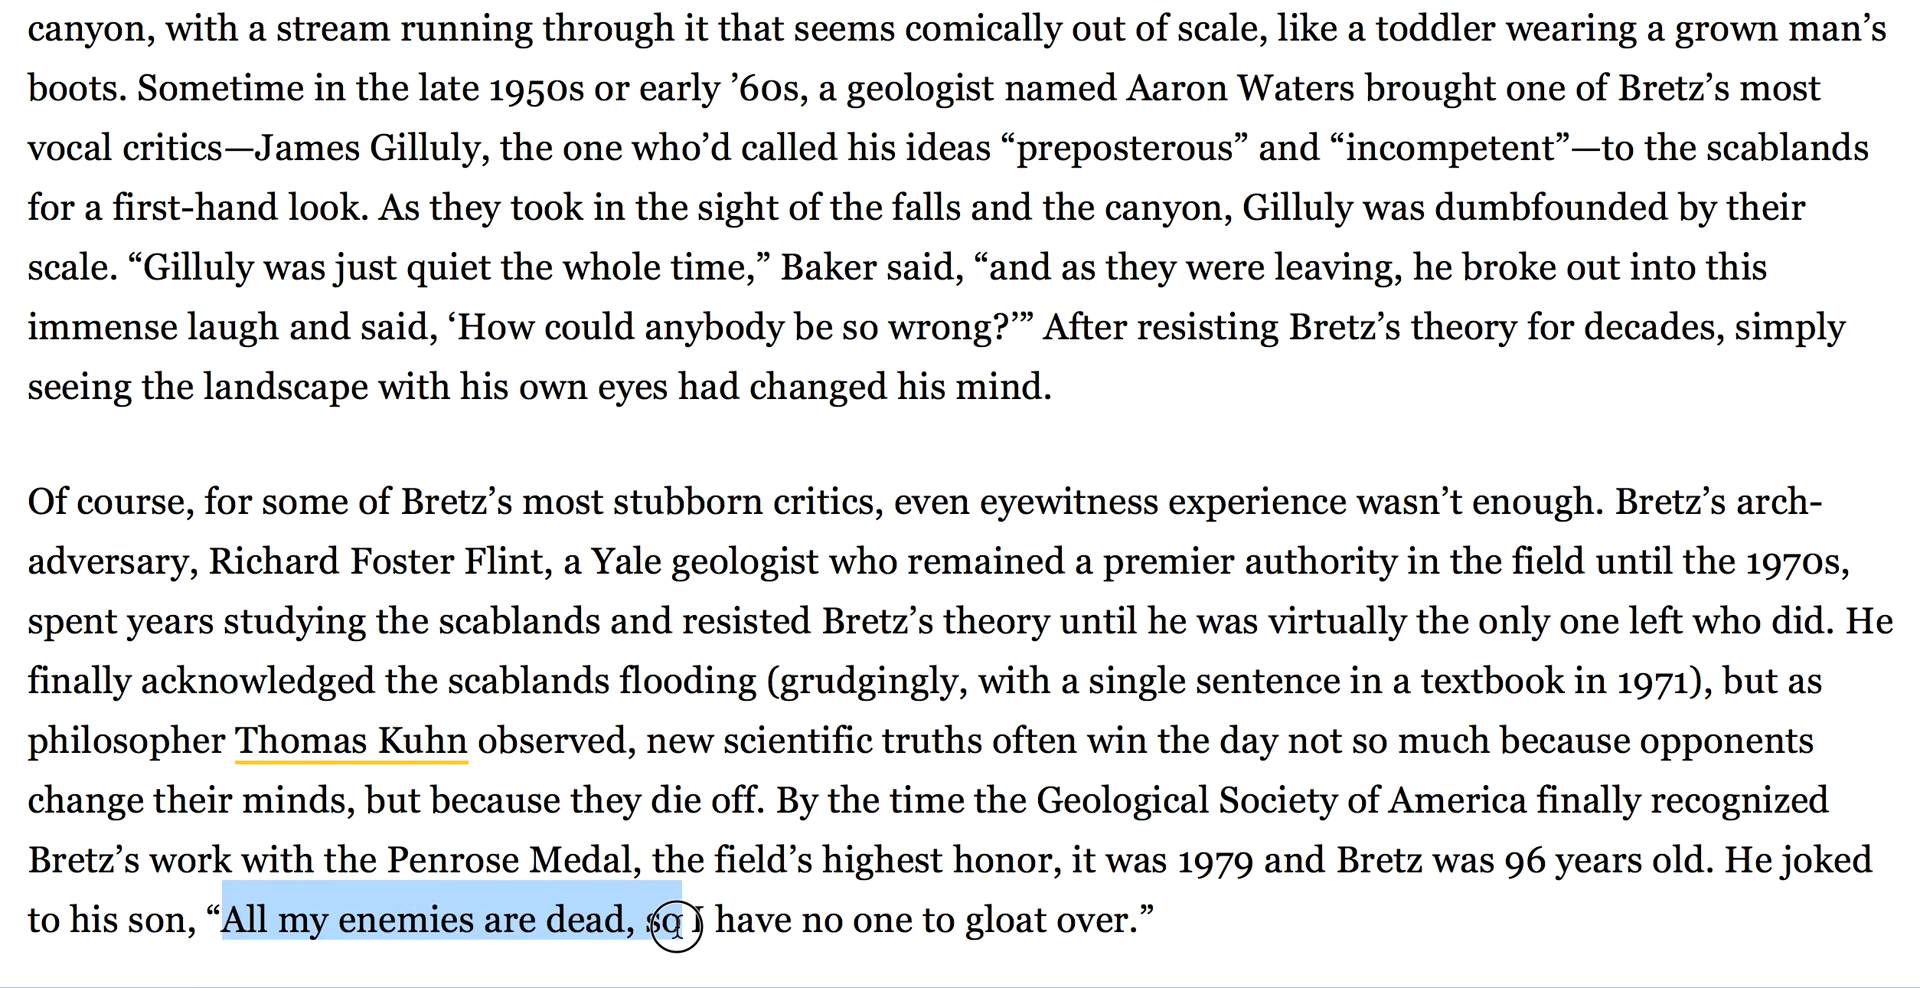 canyon, with a stream running through it that seems comically out of scale, like a toddler wearing a grown man’s
boots. Sometime in the late 1950s or early ’60s, a geologist named Aaron Waters brought one of Bretz’s most
vocal critics—James Gilluly, the one who’d called his ideas “preposterous” and “incompetent”—to the scablands
for a first-hand look. As they took in the sight of the falls and the canyon, Gilluly was dumbfounded by their
scale. “Gilluly was just quiet the whole time,” Baker said, “and as they were leaving, he broke out into this
immense laugh and said, ‘How could anybody be so wrong?’” After resisting Bretz’s theory for decades, simply
seeing the landscape with his own eyes had changed his mind.
Of course, for some of Bretz’s most stubborn critics, even eyewitness experience wasn’t enough. Bretz’s arch-
adversary, Richard Foster Flint, a Yale geologist who remained a premier authority in the field until the 1970s,
spent years studying the scablands and resisted Bretz’s theory until he was virtually the only one left who did. He
finally acknowledged the scablands flooding (grudgingly, with a single sentence in a textbook in 1971), but as
philosopher Thomas Kuhn observed, new scientific truths often win the day not so much because opponents
change their minds, but because they die off. By the time the Geological Society of America finally recognized
Bretz’s work with the Penrose Medal, the field’s highest honor, it was 1979 and Bretz was 96 years old. He joked
to his son, “All my enemies are dead, so I have no one to gloat over.”